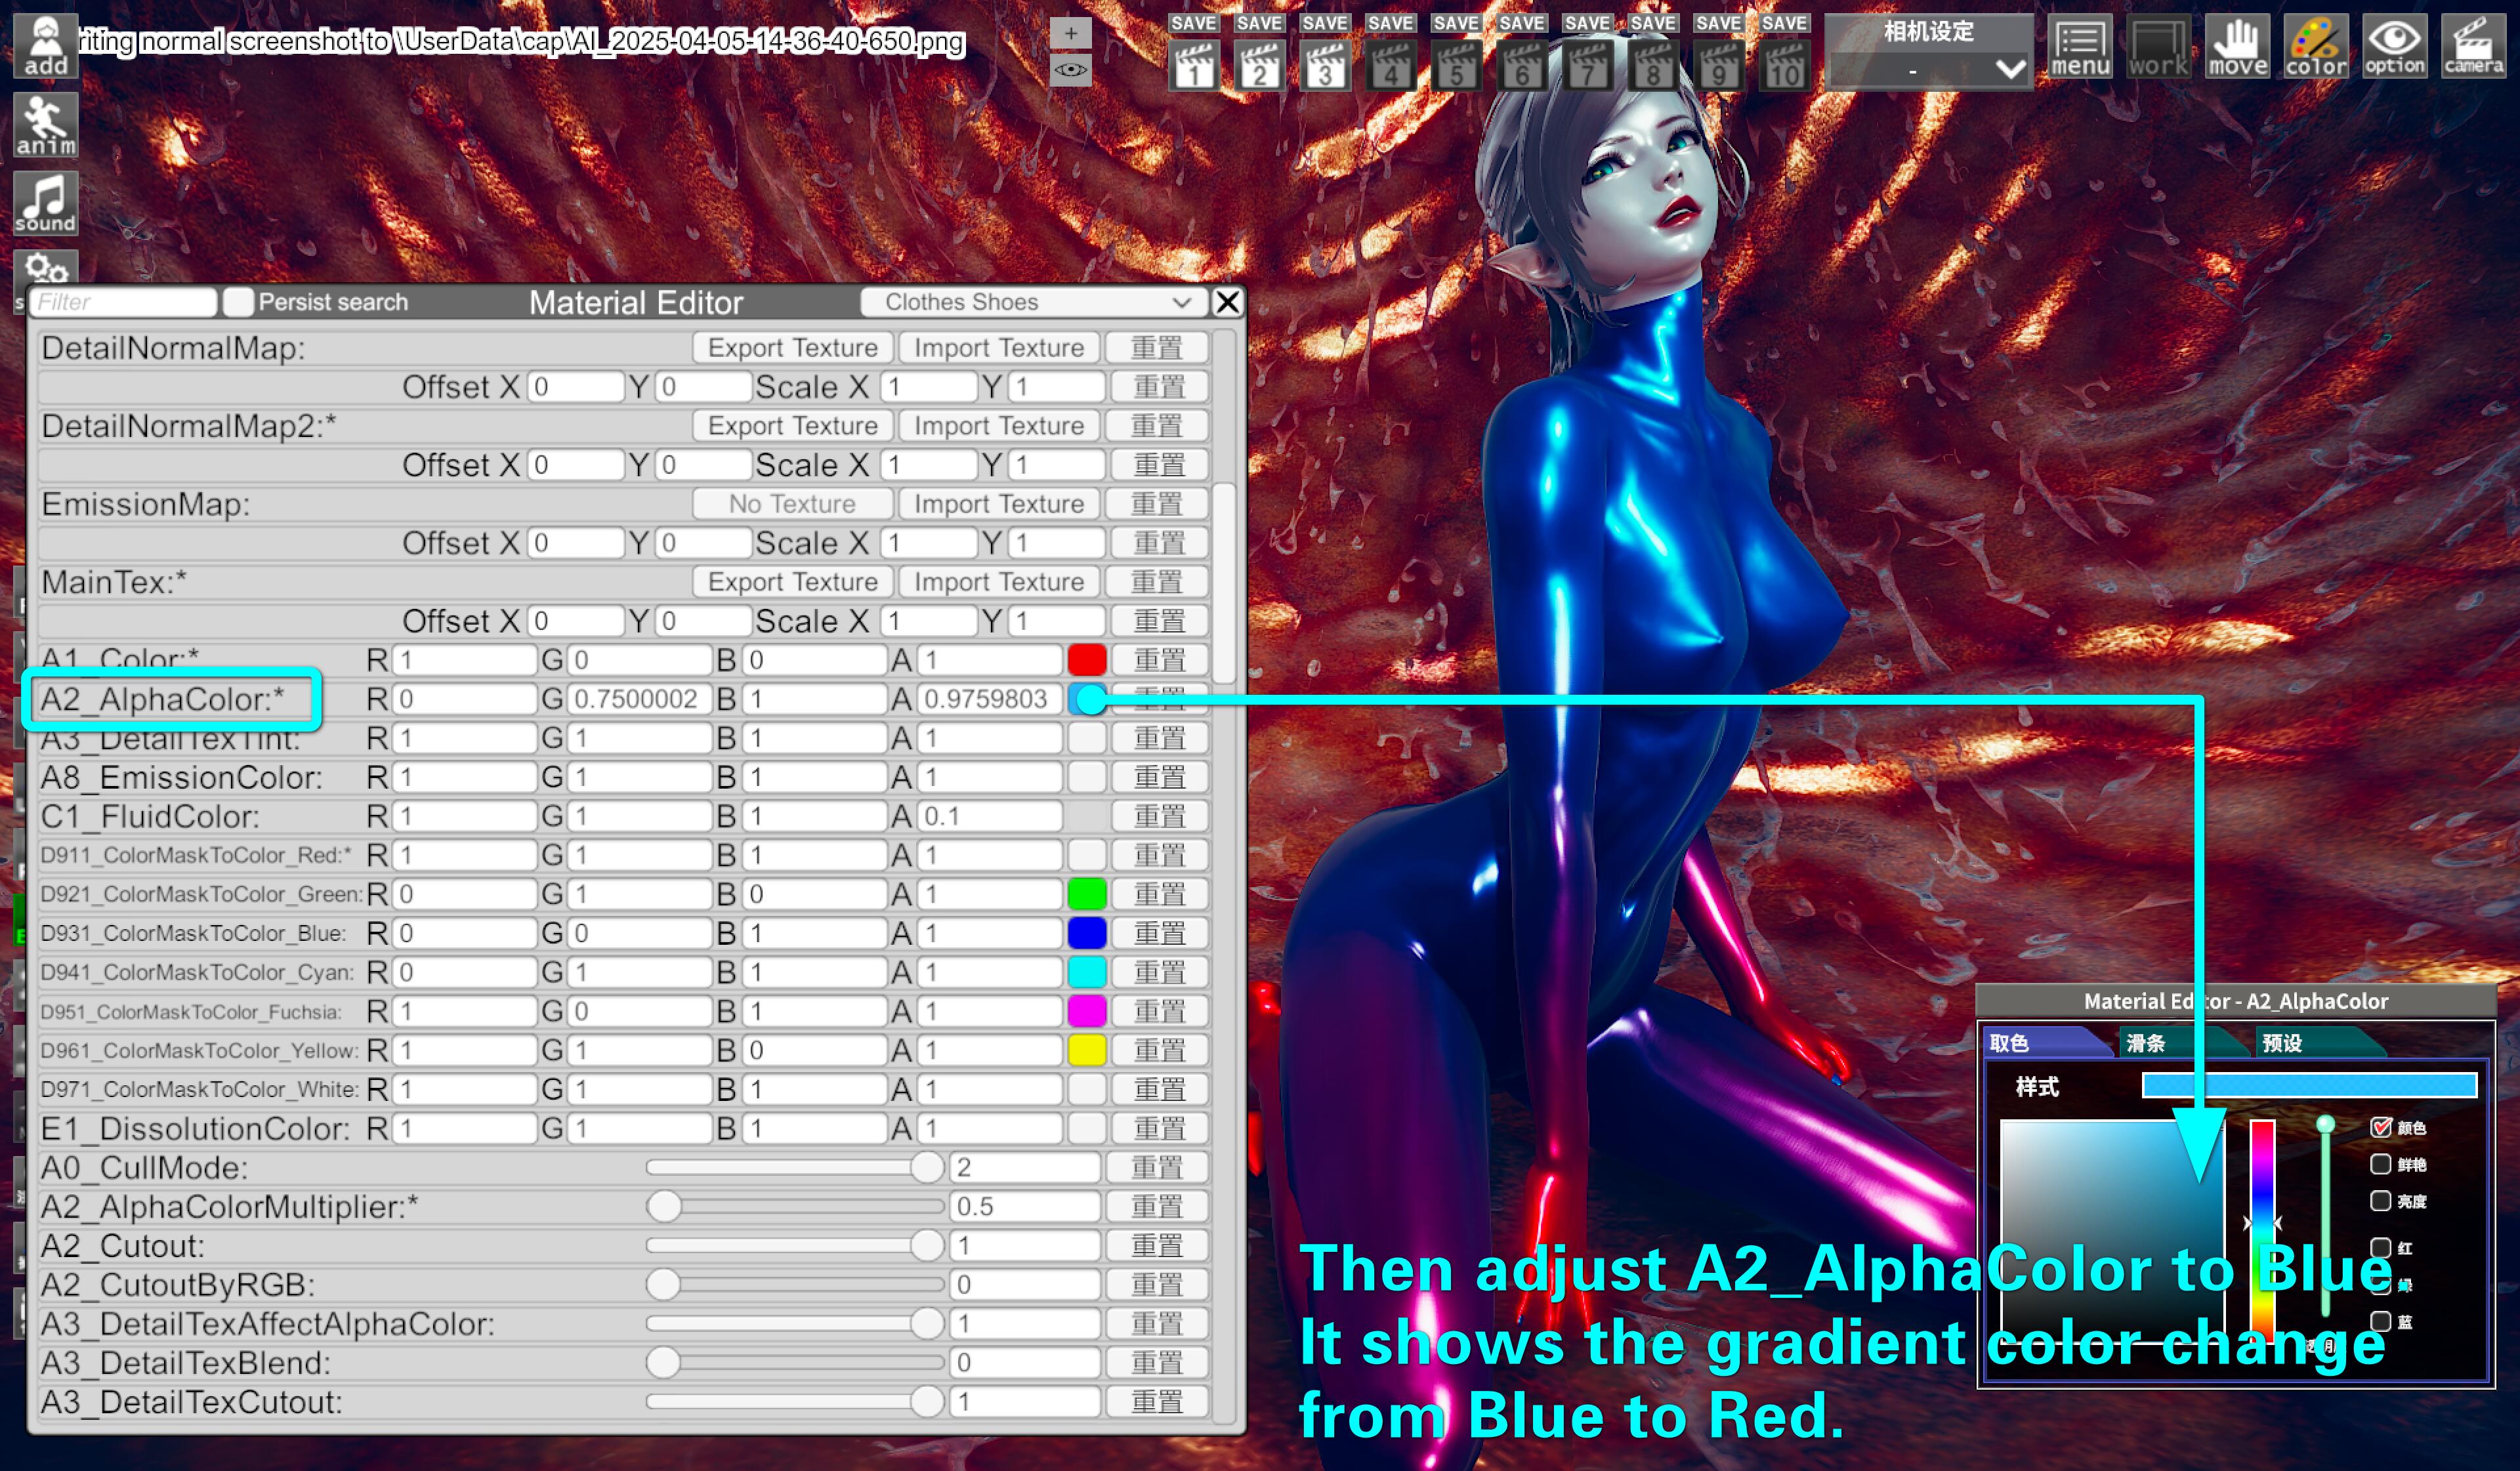 add
riting normal screenshot to \UserData\cap\AI_2025-04-05-14-36-40-650.png
+
SAVE SAVE SAVE SAVE SAVE SAVE SAVE SAVE SAVE SAVE
1 2 3 4 5 6 7 8 9 10
相机设定
-
menu work move color option camera
anim
sound
Filter Persist search Material Editor Clothes Shoes X
DetailNormalMap: Export Texture Import Texture 重置
Offset X 0 Y 0 Scale X 1 Y 1 重置
DetailNormalMap2:* Export Texture Import Texture 重置
Offset X 0 Y 0 Scale X 1 Y 1 重置
EmissionMap: No Texture Import Texture 重置
Offset X 0 Y 0 Scale X 1 Y 1 重置
MainTex:* Export Texture Import Texture 重置
Offset X 0 Y 0 Scale X 1 Y 1 重置
A1_Color:* R 1 G 0 B 0 A 1 重置
A2_AlphaColor:* R 0 G 0.7500002 B 1 A 0.9759803 重置
A3_DetailTexTint: R 1 G 1 B 1 A 1 重置
A8_EmissionColor: R 1 G 1 B 1 A 1 重置
C1_FluidColor: R 1 G 1 B 1 A 0.1 重置
D911_ColorMaskToColor_Red:* R 1 G 1 B 1 A 1 重置
D921_ColorMaskToColor_Green: R 0 G 1 B 0 A 1 重置
D931_ColorMaskToColor_Blue: R 0 G 0 B 1 A 1 重置
D941_ColorMaskToColor_Cyan: R 0 G 1 B 1 A 1 重置
D951_ColorMaskToColor_Fuchsia: R 1 G 0 B 1 A 1 重置
D961_ColorMaskToColor_Yellow: R 1 G 1 B 0 A 1 重置
D971_ColorMaskToColor_White: R 1 G 1 B 1 A 1 重置
E1_DissolutionColor: R 1 G 1 B 1 A 1 重置
A0_CullMode: 2 重置
A2_AlphaColorMultiplier:* 0.5 重置
A2_Cutout: 1 重置
A2_CutoutByRGB: 0 重置
A3_DetailTexAffectAlphaColor: 1 重置
A3_DetailTexBlend: 0 重置
A3_DetailTexCutout: 1 重置
Material Editor - A2_AlphaColor
取色 滑条 预设
样式
颜色
鲜艳
亮度
红
绿
蓝
Then adjust A2_AlphaColor to Blue
It shows the gradient color change
from Blue to Red.